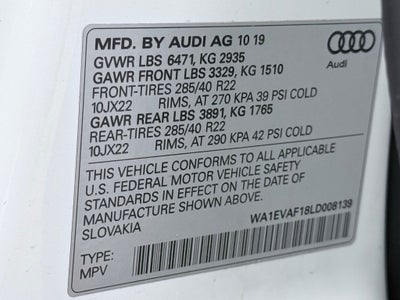 MFD. BY AUDI AG 10 19
GVWR LBS 6471, KG 2935
GAWR FRONT LBS 3329, KG 1510
FRONT-TIRES 285/40 R22
10JX22 RIMS, AT 270 KPA 39 PSI COLD
GAWR REAR LBS 3891, KG 1765
REAR-TIRES 285/40 R22
10JX22 RIMS, AT 290 KPA 42 PSI COLD
Audi
THIS VEHICLE CONFORMS TO ALL APPLICABLE
U.S. FEDERAL MOTOR VEHICLE SAFETY
STANDARDS IN EFFECT ON THE DATE OF
MANUFACTURE SHOWN ABOVE.
SLOVAKIA
WA1EVAF18LD008139
TYPE:
MPV